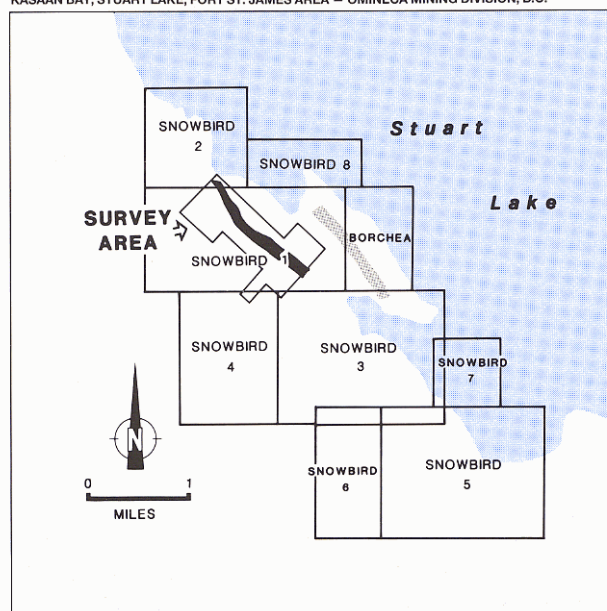 KASAAN BAY, STUART LAKE, FORT ST. JAMES AREA – OMINECA MINING DIVISION, B.C.
SNOWBIRD
2
Stuart
SNOWBIRD 8
Lake
SURVEY
AREA
BORCHEA
SNOWBIRD 1
SNOWBIRD
4
SNOWBIRD
3
SNOWBIRD
7
N
SNOWBIRD
6
SNOWBIRD
5
0 1
MILES